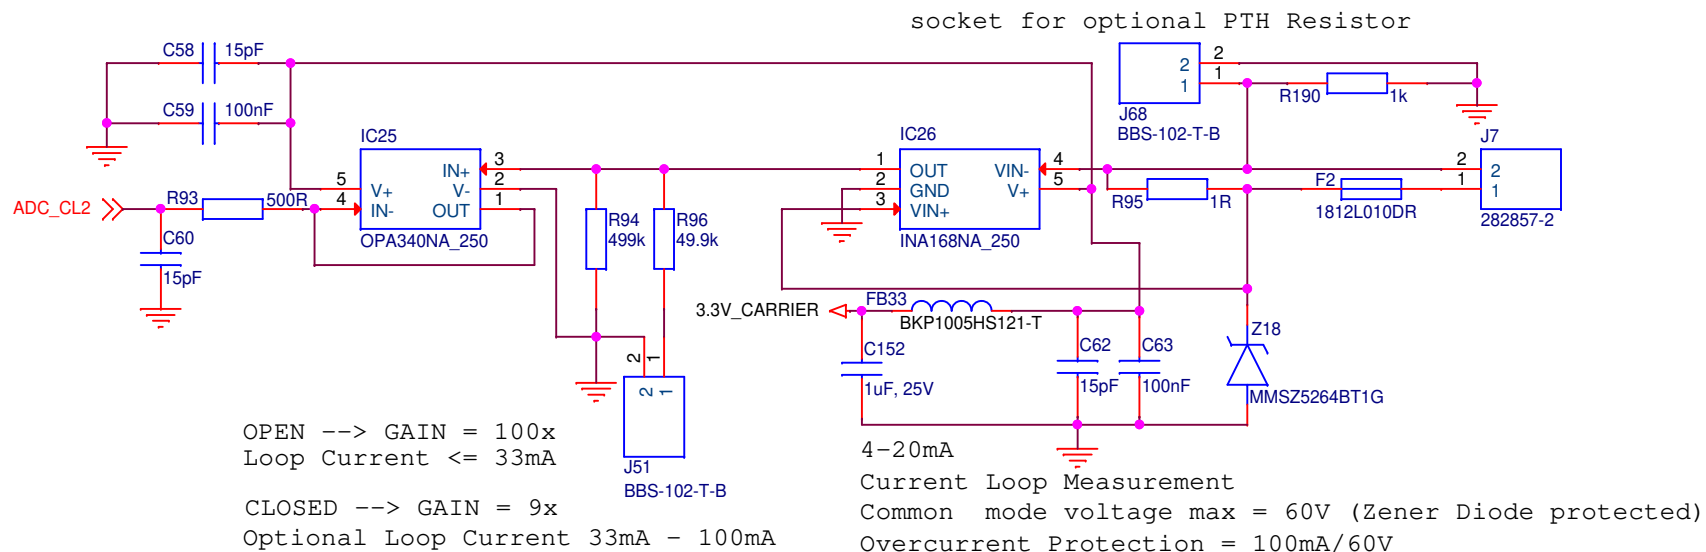 socket for optional PTH Resistor
C58 15pF
C59 100nF
2
1
2
1
J68
BBS-102-T-B
R190 1k
IC25
5 V+
4 IN-
IN+ 3
V- 2
OUT 1
OPA340NA_250
ADC_CL2
R93 500R
C60
15pF
R94
499k
R96
49.9k
IC26
1 OUT
2 GND
3 VIN+
VIN- 4
V+ 5
INA168NA_250
R95 1R
F2
1812L010DR
J7
2 2
1 1
282857-2
3.3V_CARRIER
FB33
BKP1005HS121-T
C152
1uF, 25V
C62
15pF
C63
100nF
Z18
MMSZ5264BT1G
2 1
2 1
J51
BBS-102-T-B
OPEN --> GAIN = 100x
Loop Current <= 33mA
CLOSED --> GAIN = 9x
Optional Loop Current 33mA - 100mA
4-20mA
Current Loop Measurement
Common mode voltage max = 60V (Zener Diode protected)
Overcurrent Protection = 100mA/60V